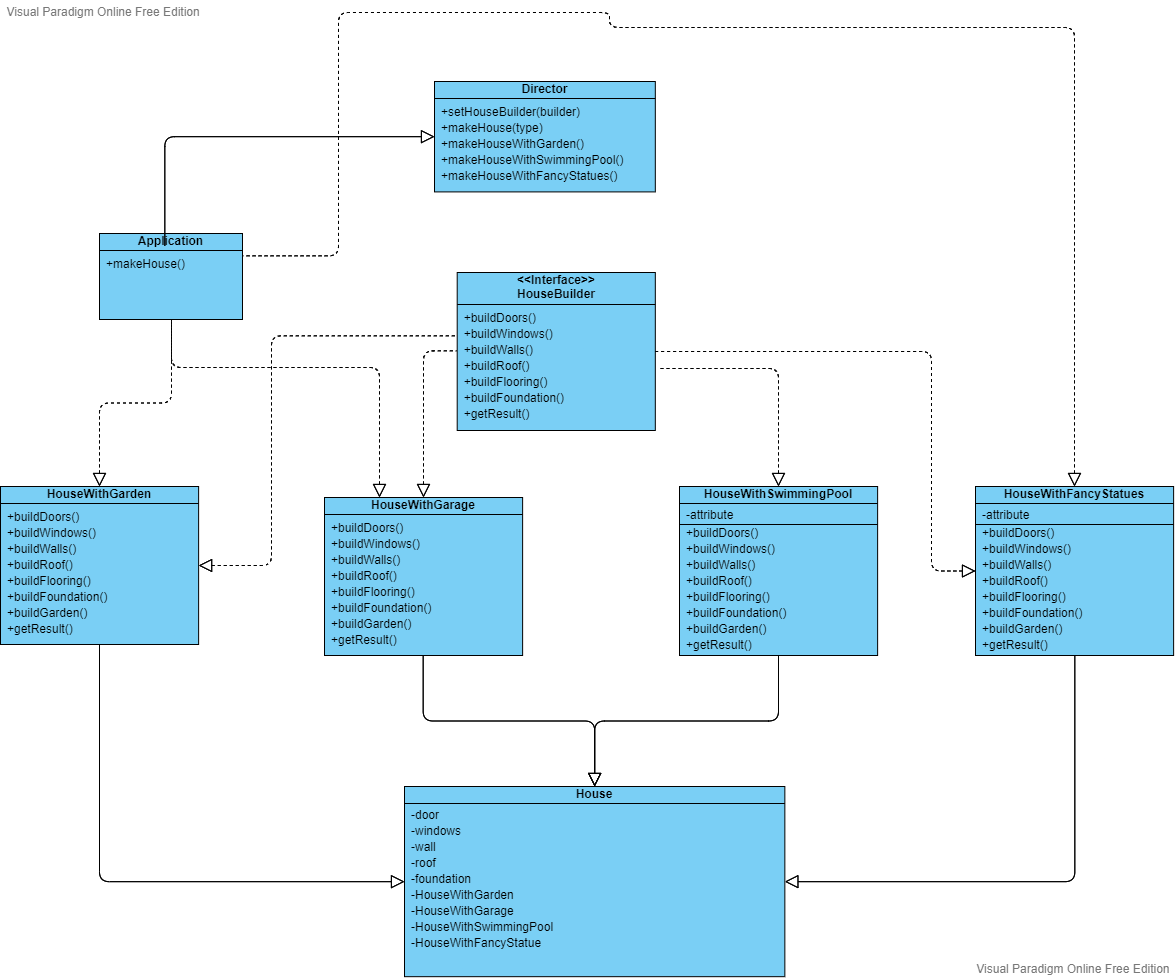 Visual Paradigm Online Free Edition
Director
+setHouseBuilder(builder)
+makeHouse(type)
+makeHouseWithGarden()
+makeHouseWithSwimmingPool()
+makeHouseWithFancyStatues()
Application
+makeHouse()
<<Interface>>
HouseBuilder
+buildDoors()
+buildWindows()
+buildWalls()
+buildRoof()
+buildFlooring()
+buildFoundation()
+getResult()
HouseWithGarden
+buildDoors()
+buildWindows()
+buildWalls()
+buildRoof()
+buildFlooring()
+buildFoundation()
+buildGarden()
+getResult()
HouseWithGarage
+buildDoors()
+buildWindows()
+buildWalls()
+buildRoof()
+buildFlooring()
+buildFoundation()
+buildGarden()
+getResult()
HouseWithSwimmingPool
-attribute
+buildDoors()
+buildWindows()
+buildWalls()
+buildRoof()
+buildFlooring()
+buildFoundation()
+buildGarden()
+getResult()
HouseWithFancyStatues
-attribute
+buildDoors()
+buildWindows()
+buildWalls()
+buildRoof()
+buildFlooring()
+buildFoundation()
+buildGarden()
+getResult()
House
-door
-windows
-wall
-roof
-foundation
-HouseWithGarden
-HouseWithGarage
-HouseWithSwimmingPool
-HouseWithFancyStatue
Visual Paradigm Online Free Edition